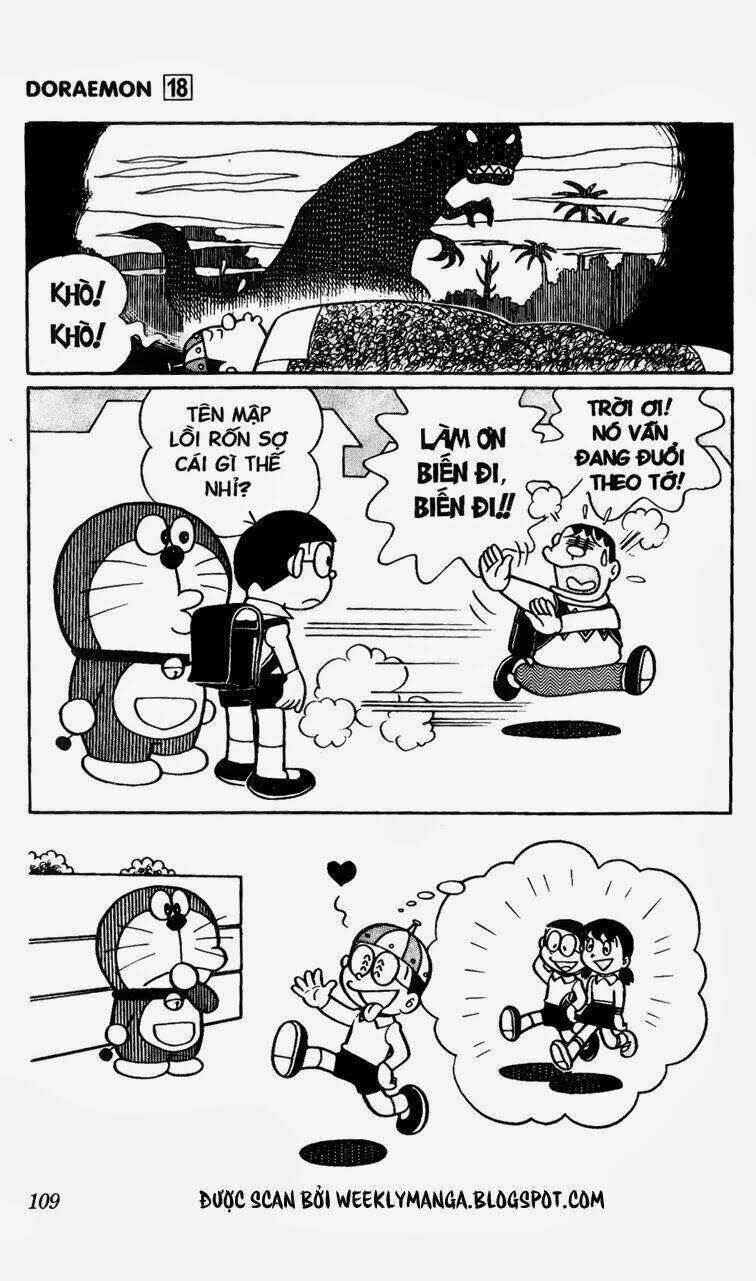 DORAEMON 18
KHÒ!
KHÒ!
TÊN MẬP
LỒI RỐN SỢ
CÁI GÌ THẾ
NHỈ?
LÀM ƠN
BIẾN ĐI,
BIẾN ĐI!!
TRỜI ƠI!
NÓ VẪN
ĐANG ĐUỔI
THEO TỚ!
109
ĐƯỢC SCAN BỞI WEEKLYMANGA.BLOGSPOT.COM